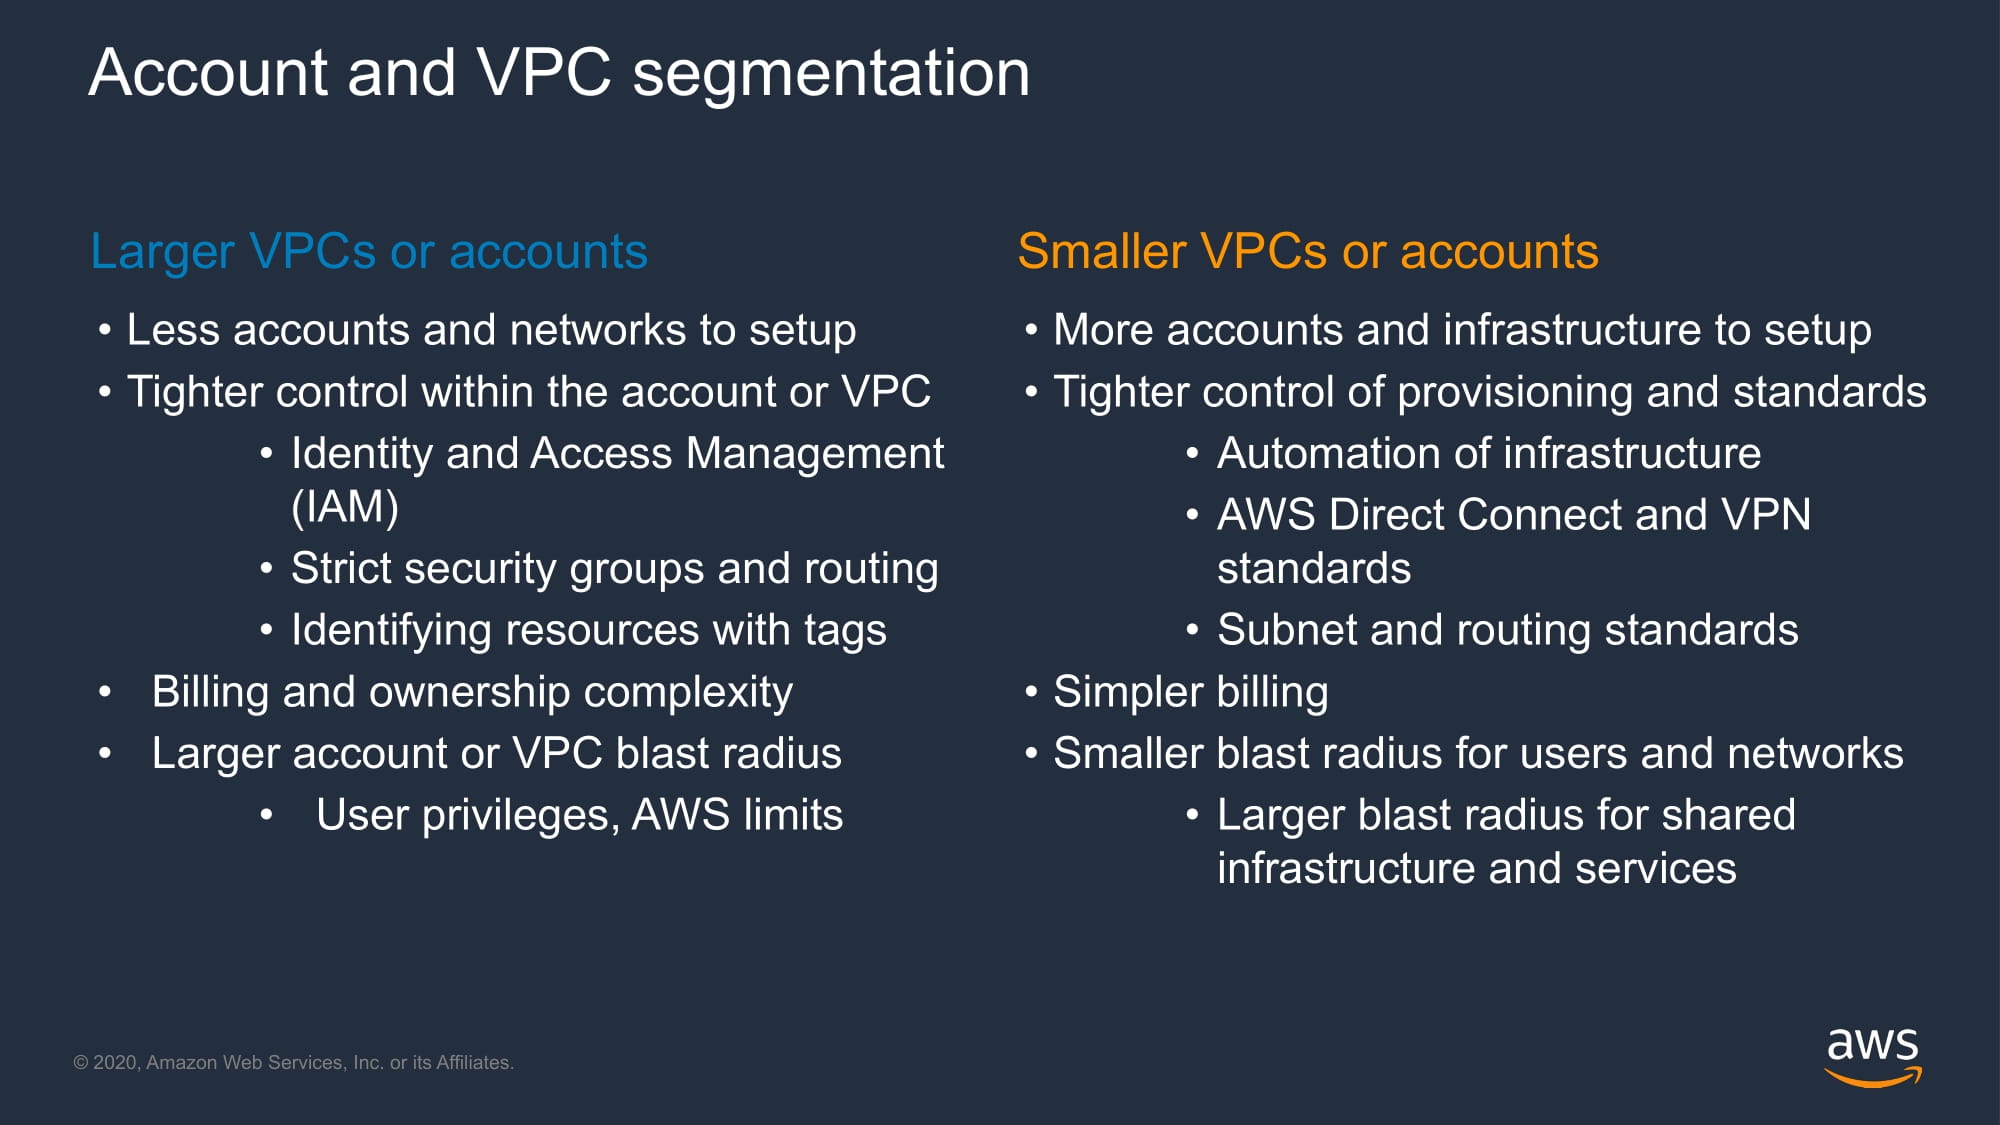 Account and VPC segmentation
Larger VPCs or accounts
• Less accounts and networks to setup
• Tighter control within the account or VPC
• Identity and Access Management
(IAM)
• Strict security groups and routing
• Identifying resources with tags
• Billing and ownership complexity
• Larger account or VPC blast radius
• User privileges, AWS limits
Smaller VPCs or accounts
• More accounts and infrastructure to setup
• Tighter control of provisioning and standards
• Automation of infrastructure
• AWS Direct Connect and VPN
standards
• Subnet and routing standards
• Simpler billing
• Smaller blast radius for users and networks
• Larger blast radius for shared
infrastructure and services
© 2020, Amazon Web Services, Inc. or its Affiliates.
aws